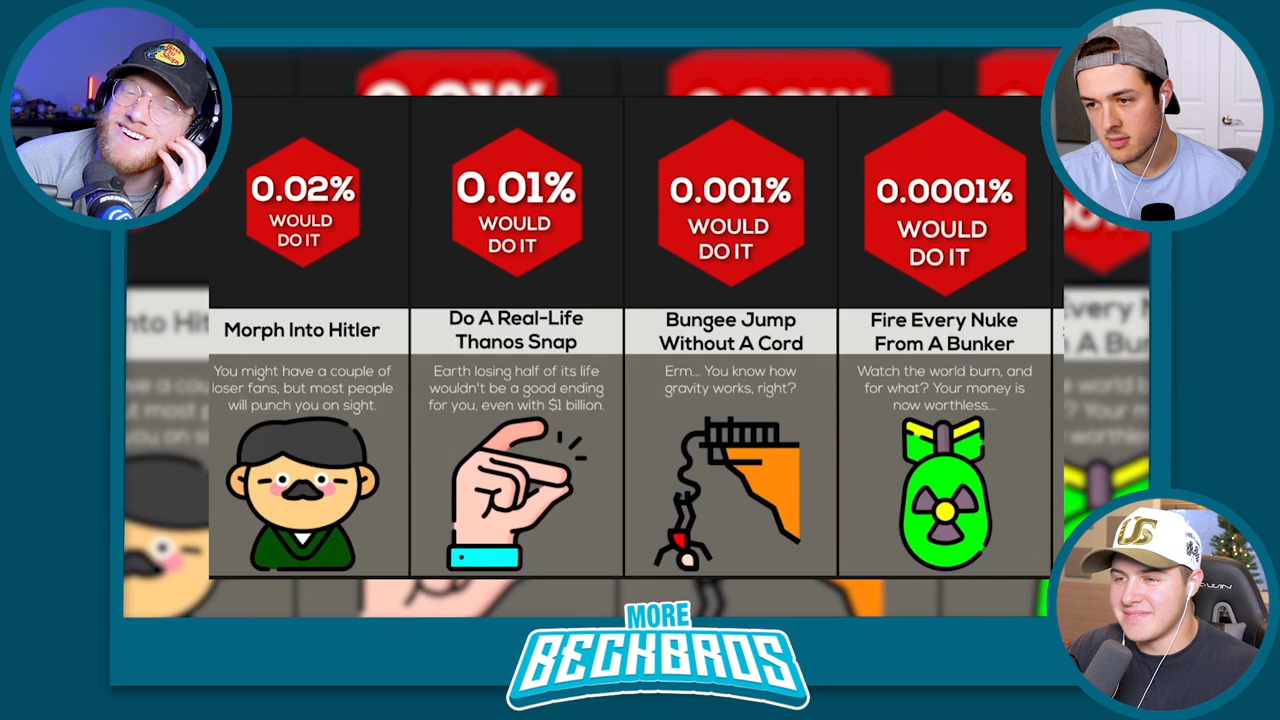 0.02%
WOULD
DO IT
0.01%
WOULD
DO IT
0.001%
WOULD
DO IT
0.0001%
WOULD
DO IT
Morph Into Hitler
Do A Real-Life
Thanos Snap
Bungee Jump
Without A Cord
Fire Every Nuke
From A Bunker
You might have a couple of
loser fans, but most people
will punch you on sight.
Earth losing half of its life
wouldn't be a good ending
for you, even with $1 billion.
Erm... You know how
gravity works, right?
Watch the world burn, and
for what? Your money is
now worthless...
MORE
BECKBROS
Bass Pro
Shops
US